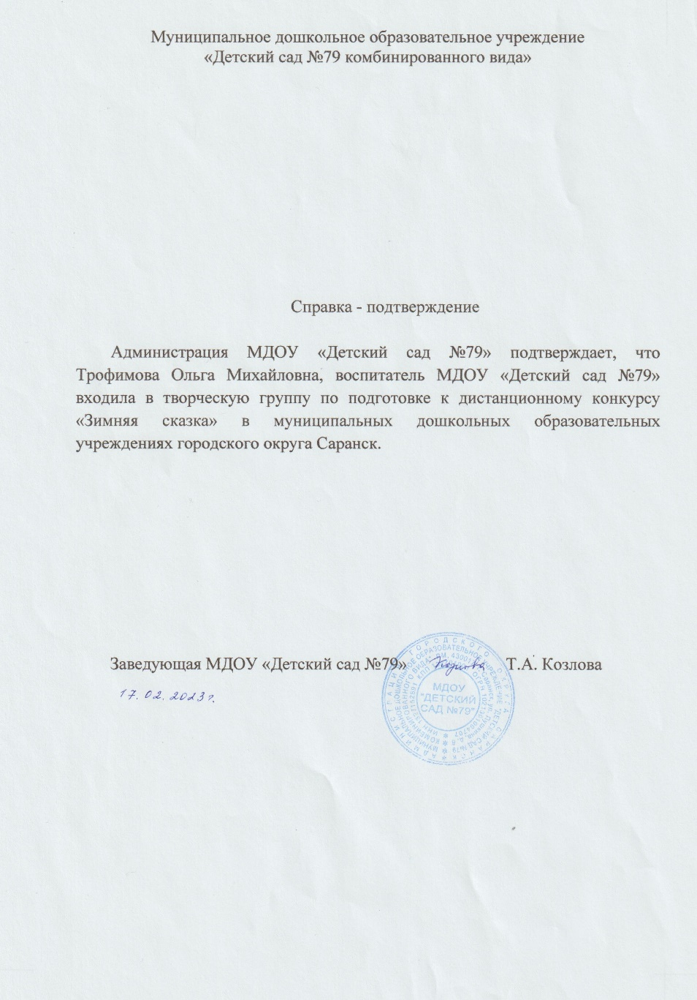 Муниципальное дошкольное образовательное учреждение
«Детский сад №79 комбинированного вида»
Справка - подтверждение
Администрация МДОУ «Детский сад №79» подтверждает, что
Трофимова Ольга Михайловна, воспитатель МДОУ «Детский сад №79»
входила в творческую группу по подготовке к дистанционному конкурсу
«Зимняя сказка» в муниципальных дошкольных образовательных
учреждениях городского округа Саранск.
Заведующая МДОУ «Детский сад №79» Т.А. Козлова
17.02.2023г.
МДОУ
"ДЕТСКИЙ
САД №79"